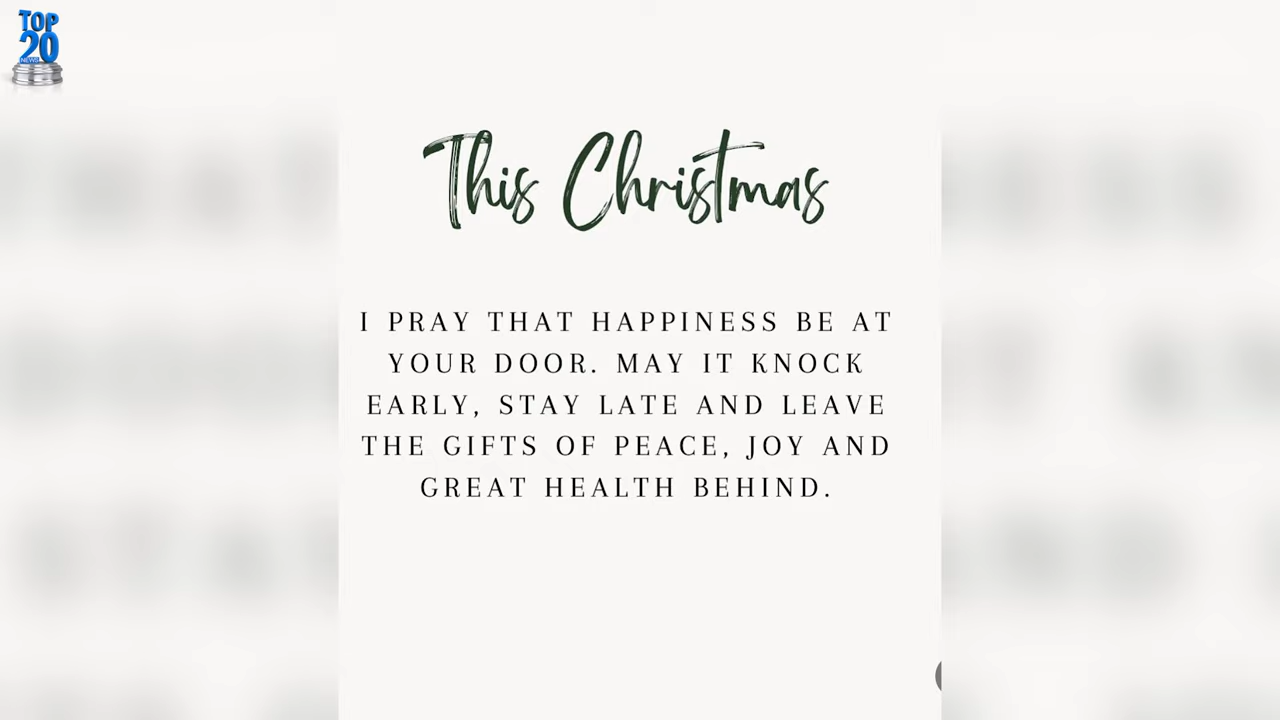 TOP
20
NEWS
This Christmas
I PRAY THAT HAPPINESS BE AT
YOUR DOOR. MAY IT KNOCK
EARLY, STAY LATE AND LEAVE
THE GIFTS OF PEACE, JOY AND
GREAT HEALTH BEHIND.